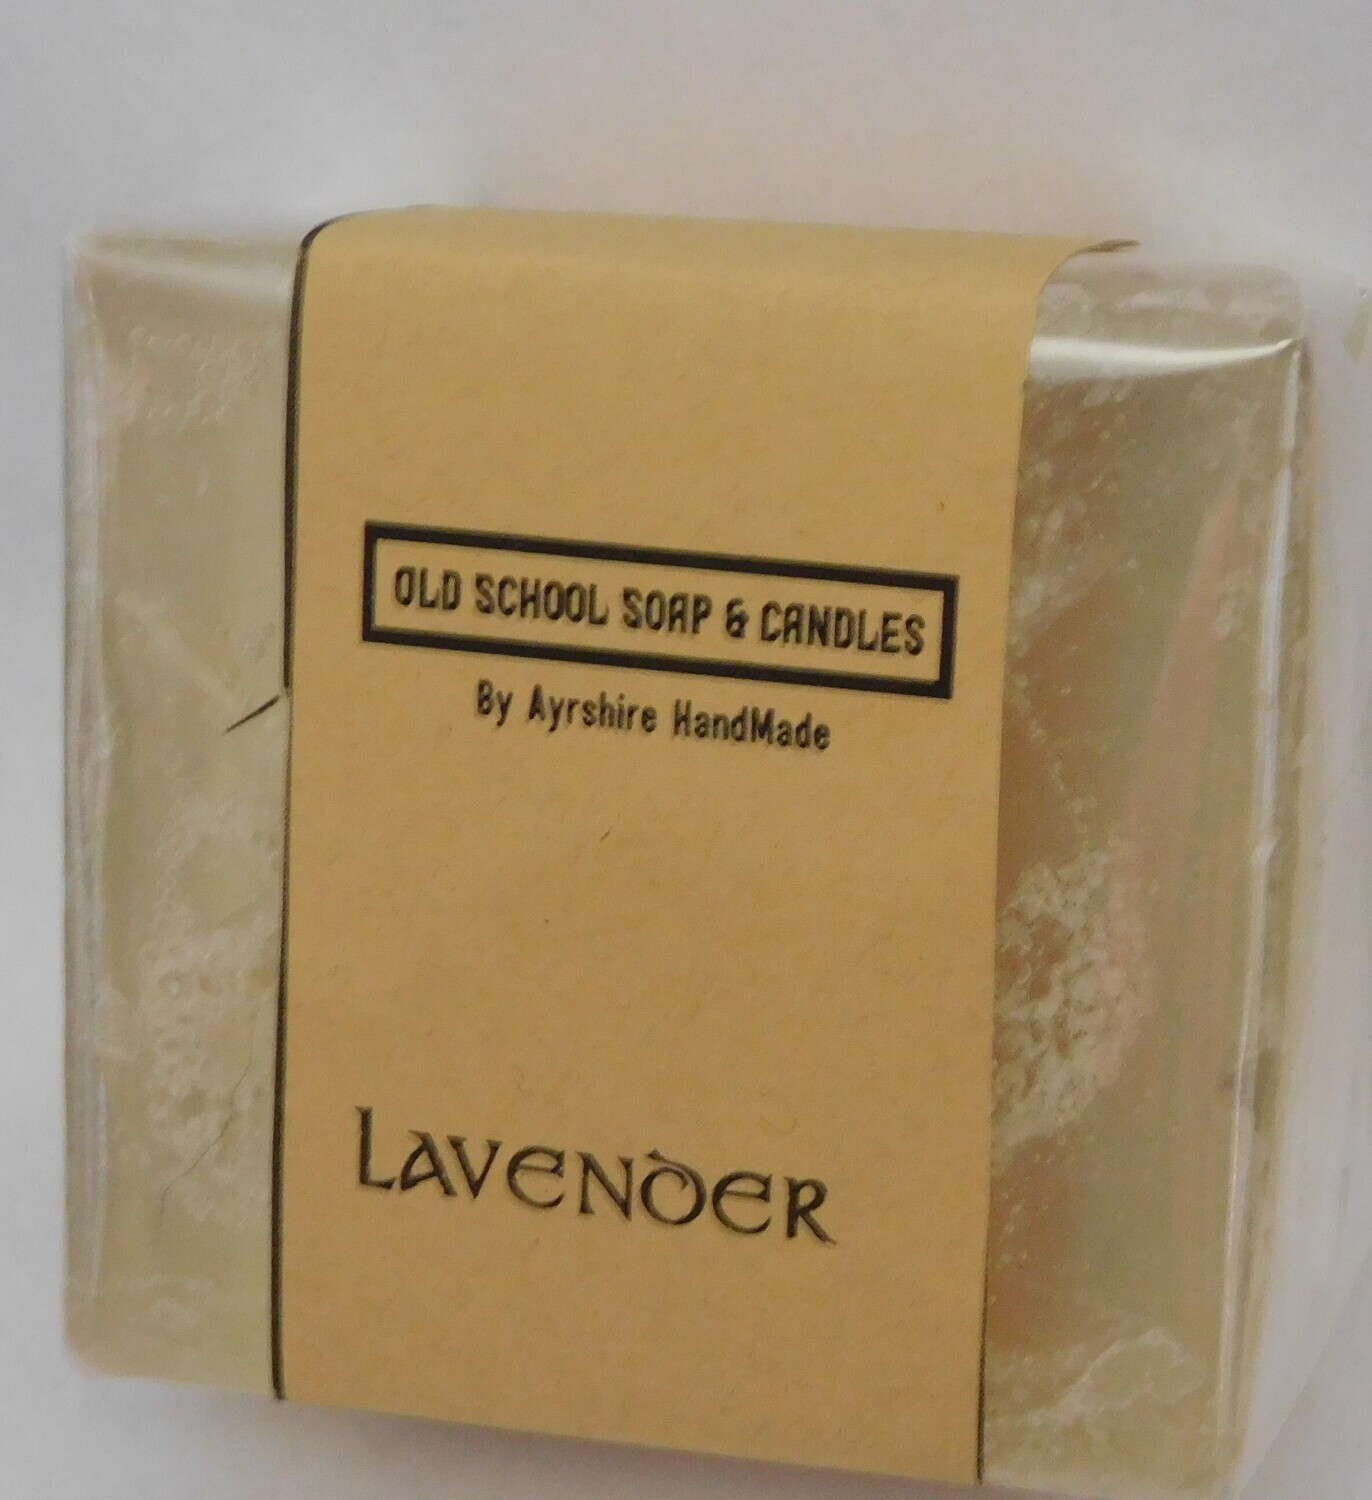 OLD SCHOOL SOAP & CANDLES
By Ayrshire HandMade
LAVENDER